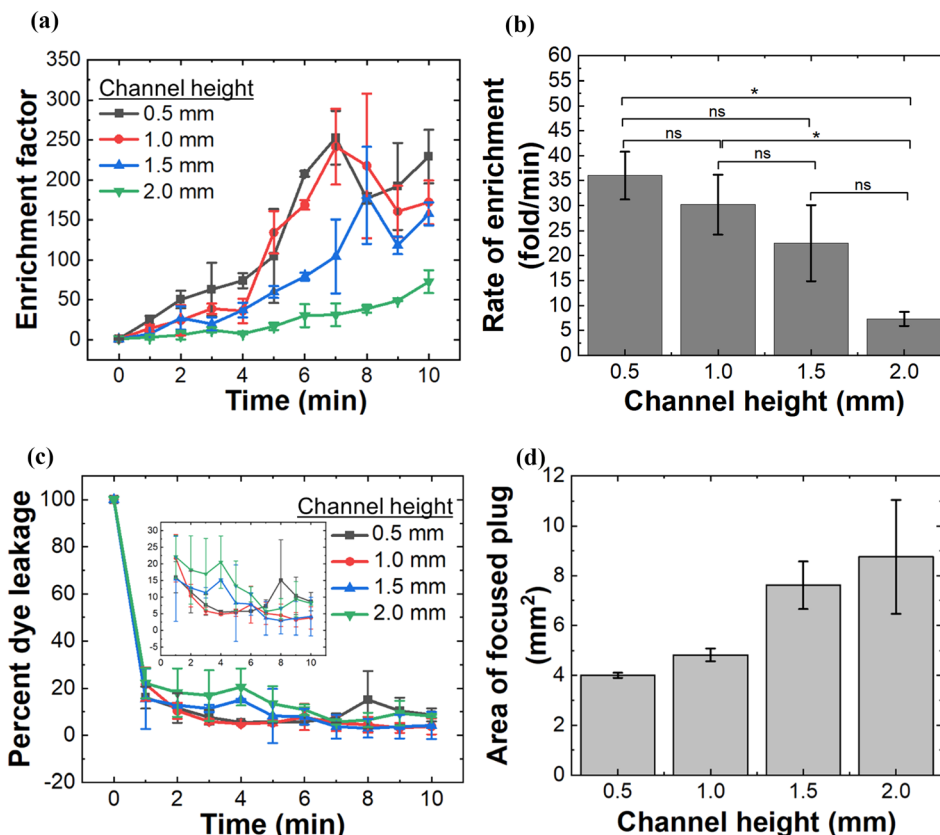 (a)
350
300
250
200
150
100
50
0
Enrichment factor
Channel height
0.5 mm
1.0 mm
1.5 mm
2.0 mm
0 2 4 6 8 10
Time (min)
(b)
60
55
50
45
40
35
30
25
20
15
10
5
0
Rate of enrichment
(fold/min)
*
ns
ns
*
ns
ns
0.5 1.0 1.5 2.0
Channel height (mm)
(c)
100
80
60
40
20
0
-20
Percent dye leakage
Channel height
0.5 mm
1.0 mm
1.5 mm
2.0 mm
30
25
20
15
10
5
0
-5
1 2 4 6 8 10
0 2 4 6 8 10
Time (min)
(d)
12
10
8
6
4
2
0
Area of focused plug
(mm2)
0.5 1.0 1.5 2.0
Channel height (mm)